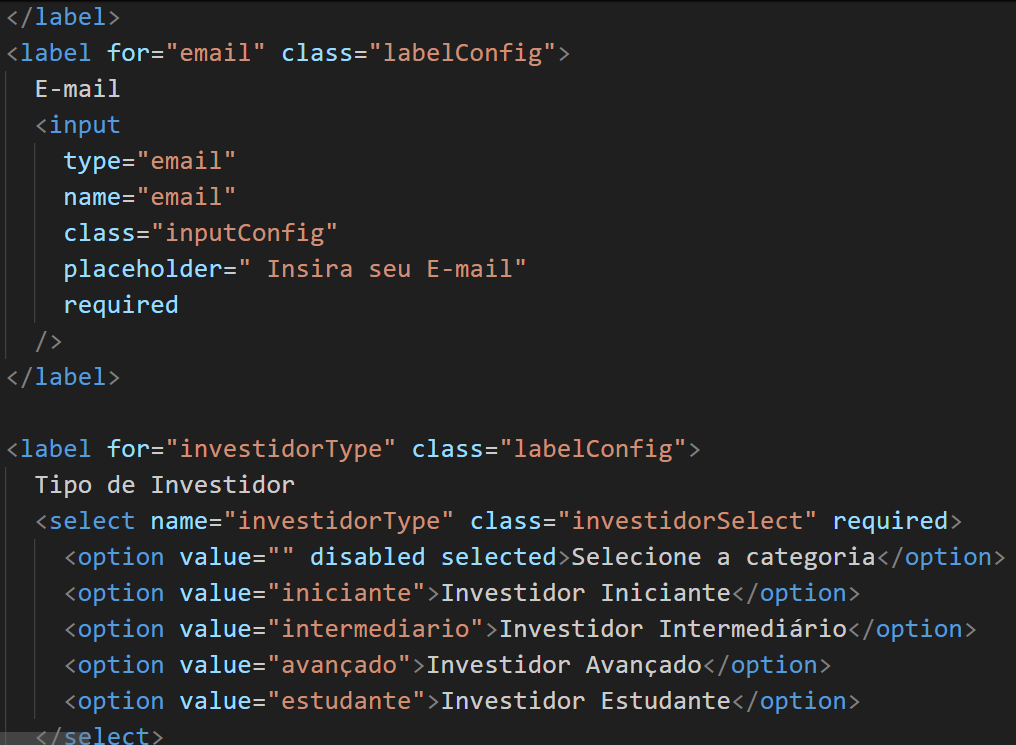 </label>
<label for="email" class="labelConfig">
E-mail
<input
type="email"
name="email"
class="inputConfig"
placeholder=" Insira seu E-mail"
required
/>
</label>
<label for="investidorType" class="labelConfig">
Tipo de Investidor
<select name="investidorType" class="investidorSelect" required>
<option value="" disabled selected>Selecione a categoria</option>
<option value="iniciante">Investidor Iniciante</option>
<option value="intermediario">Investidor Intermediário</option>
<option value="avançado">Investidor Avançado</option>
<option value="estudante">Investidor Estudante</option>
</select>